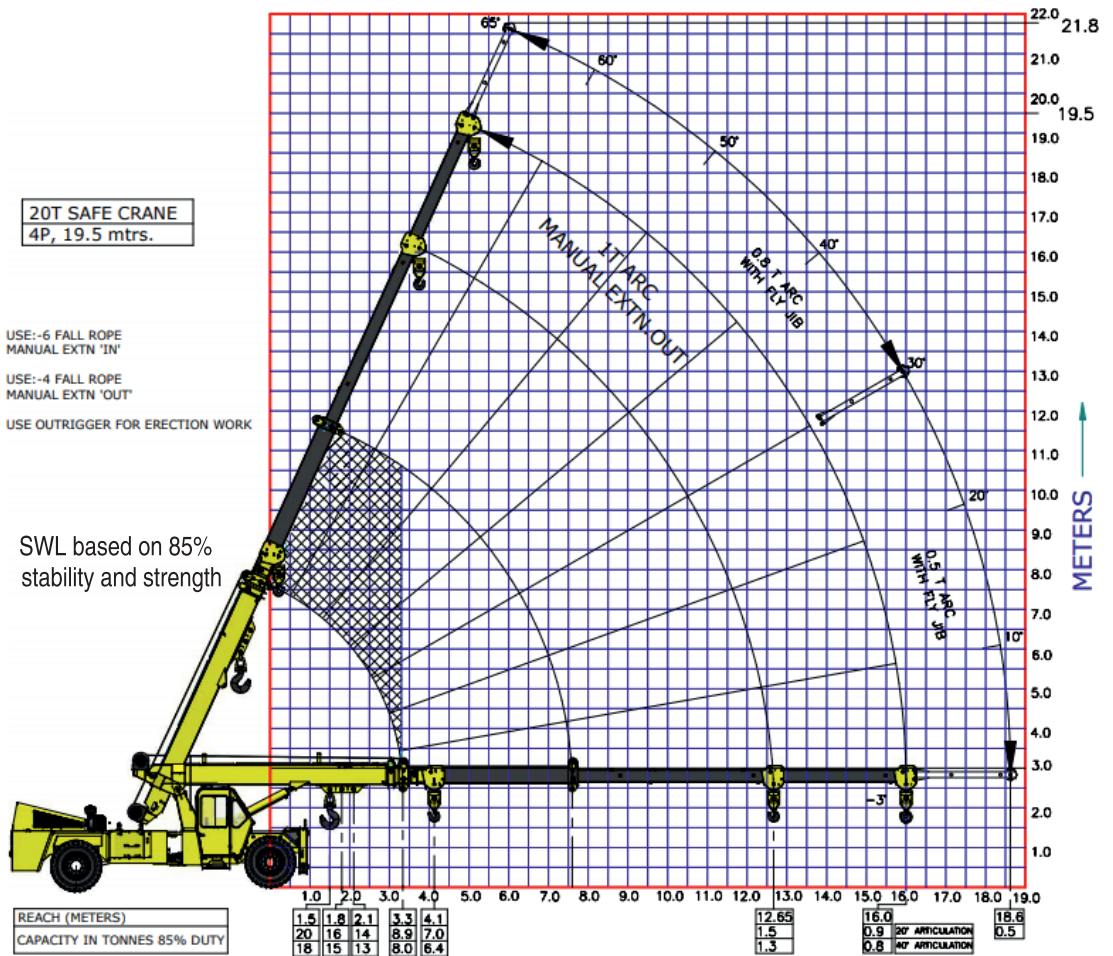 22.0
21.8
65°
60°
21.0
20.0
19.5
50°
19.0
18.0
20T SAFE CRANE
4P, 19.5 mtrs.
17.0
1T ARC
MANUAL EXTN.OUT
0.8 T ARC
WITH FLY JIB
40°
16.0
15.0
USE:-6 FALL ROPE
MANUAL EXTN 'IN'
14.0
30°
13.0
USE:-4 FALL ROPE
MANUAL EXTN 'OUT'
12.0
USE OUTRIGGER FOR ERECTION WORK
11.0
10.0
20°
METERS
9.0
SWL based on 85%
stability and strength
0.5 T ARC
WITH FLY JIB
8.0
7.0
10°
6.0
5.0
4.0
3.0
-3°
2.0
1.0
1.0 2.0 3.0 4.0 5.0 6.0 7.0 8.0 9.0 10.0 11.0 12.0 13.0 14.0 15.0 16.0 17.0 18.0 19.0
REACH (METERS) 1.5 1.8 2.1 3.3 4.1 12.65 16.0 18.6
CAPACITY IN TONNES 85% DUTY 20 16 14 8.9 7.0 1.5 0.9 20° ARTICULATION 0.5
18 15 13 8.0 6.4 1.3 0.8 40° ARTICULATION